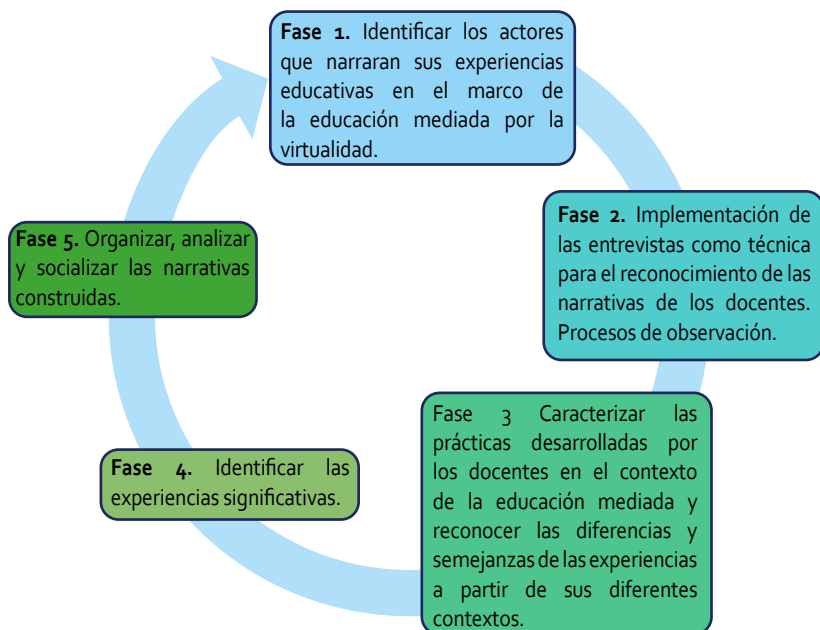 Fase 1. Identificar los actores
que narraran sus experiencias
educativas en el marco de
la educación mediada por la
virtualidad.
Fase 2. Implementación de
las entrevistas como técnica
para el reconocimiento de las
narrativas de los docentes.
Procesos de observación.
Fase 3 Caracterizar las
prácticas desarrolladas por
los docentes en el contexto
de la educación mediada y
reconocer las diferencias y
semejanzas de las experiencias
a partir de sus diferentes
contextos.
Fase 4. Identificar las
experiencias significativas.
Fase 5. Organizar, analizar
y socializar las narrativas
construidas.